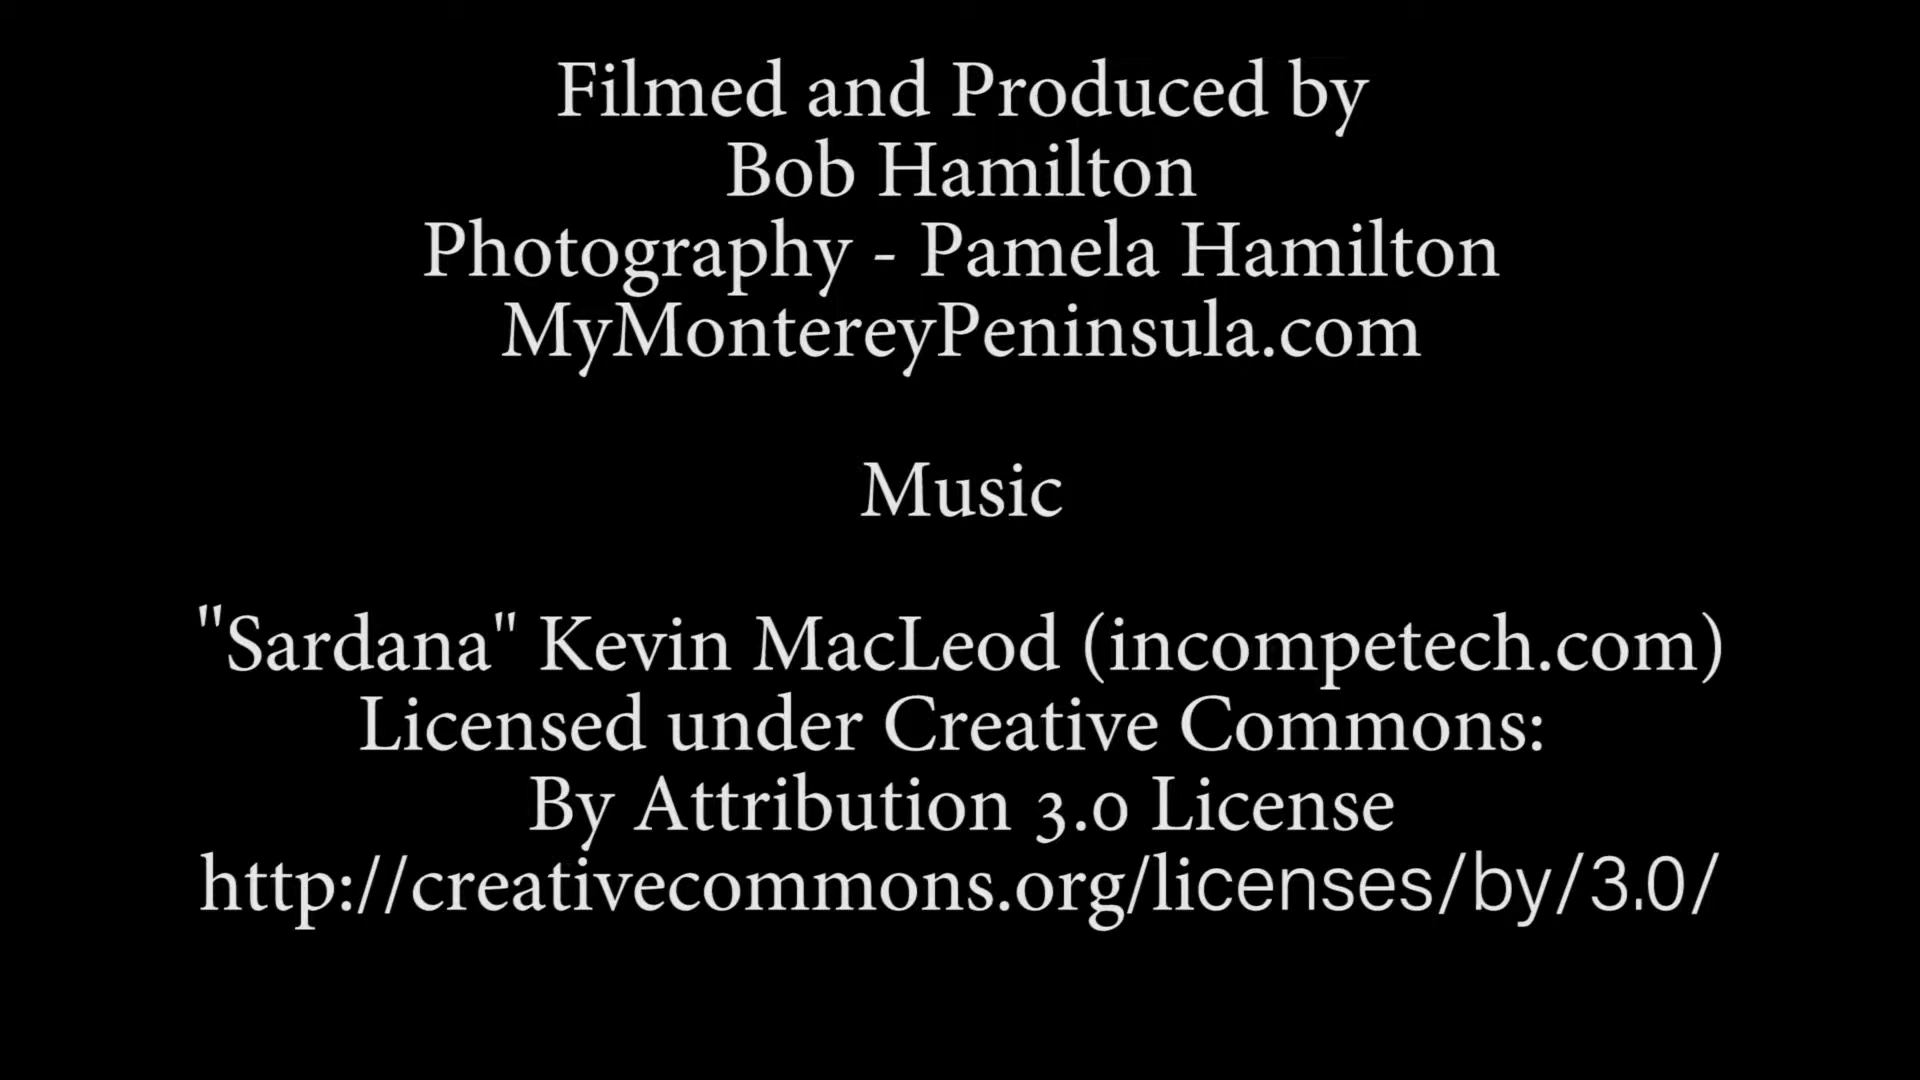 Filmed and Produced by
Bob Hamilton
Photography - Pamela Hamilton
MyMontereyPeninsula.com
Music
"Sardana" Kevin MacLeod (incompetech.com)
Licensed under Creative Commons:
By Attribution 3.0 License
http://creativecommons.org/licenses/by/3.0/